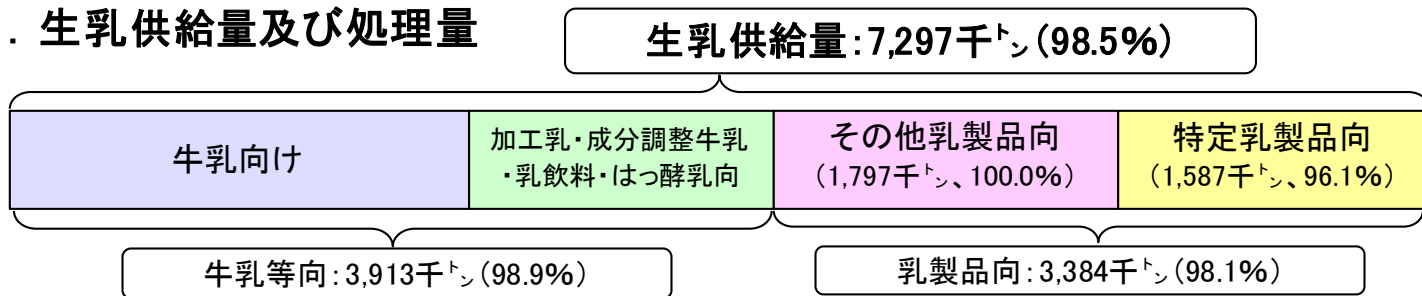 . 生乳供給量及び処理量
生乳供給量:7,297千㌧(98.5%)
牛乳向け
加工乳・成分調整牛乳
・乳飲料・はっ酵乳向
その他乳製品向
(1,797千㌧、100.0%)
特定乳製品向
(1,587千㌧、96.1%)
牛乳等向:3,913千㌧(98.9%)
乳製品向:3,384千㌧(98.1%)